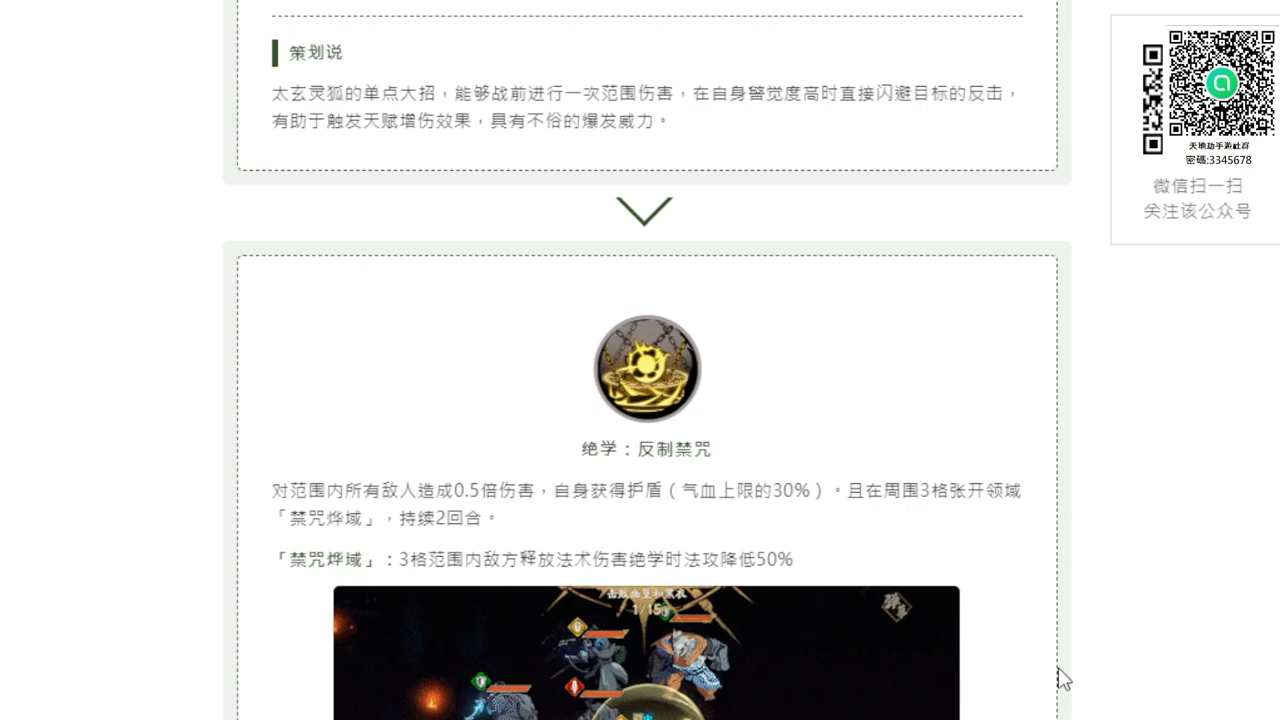 策划说
太玄灵狐的单点大招，能够战前进行一次范围伤害，在自身警觉度高时直接闪避目标的反击，
有助于触发天赋增伤效果，具有不俗的爆发威力。
天地劫手游社群
密碼:3345678
微信扫一扫
关注该公众号
绝学：反制禁咒
对范围内所有敌人造成0.5倍伤害，自身获得护盾（气血上限的30%）。且在周围3格张开领域
「禁咒烨域」，持续2回合。
「禁咒烨域」：3格范围内敌方释放法术伤害绝学时法攻降低50%
1/15